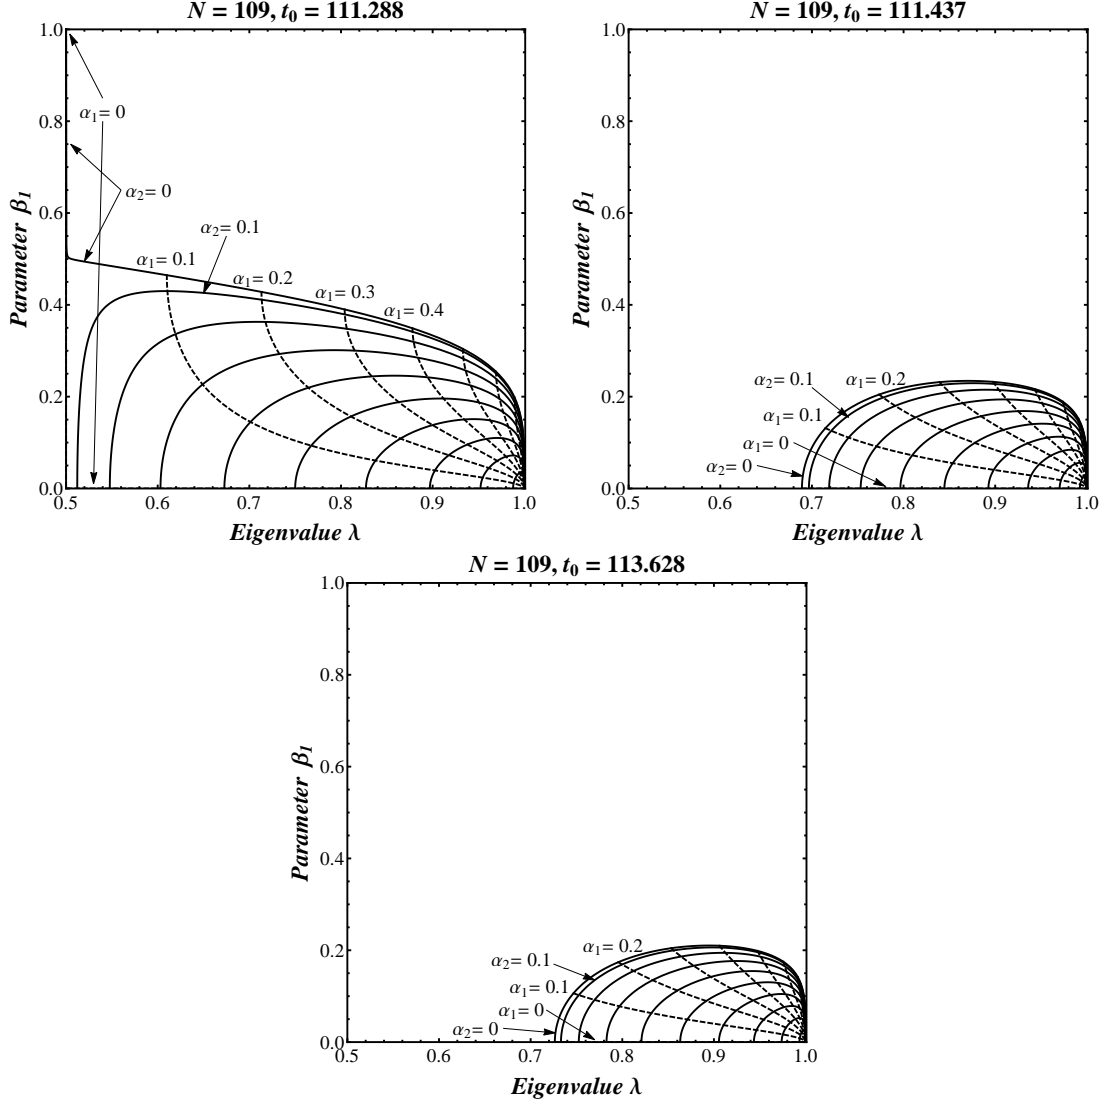 N = 109, t0 = 111.288
1.0
0.8
0.6
0.4
0.2
0.0
Parameter β1
α1= 0
α2= 0
α2= 0.1
α1= 0.1
α1= 0.2
α1= 0.3
α1= 0.4
0.5 0.6 0.7 0.8 0.9 1.0
Eigenvalue λ
N = 109, t0 = 111.437
1.0
0.8
0.6
0.4
0.2
0.0
Parameter β1
α2= 0.1
α1= 0.2
α1= 0.1
α1= 0
α2= 0
0.5 0.6 0.7 0.8 0.9 1.0
Eigenvalue λ
N = 109, t0 = 113.628
1.0
0.8
0.6
0.4
0.2
0.0
Parameter β1
α1= 0.2
α2= 0.1
α1= 0.1
α1= 0
α2= 0
0.5 0.6 0.7 0.8 0.9 1.0
Eigenvalue λ